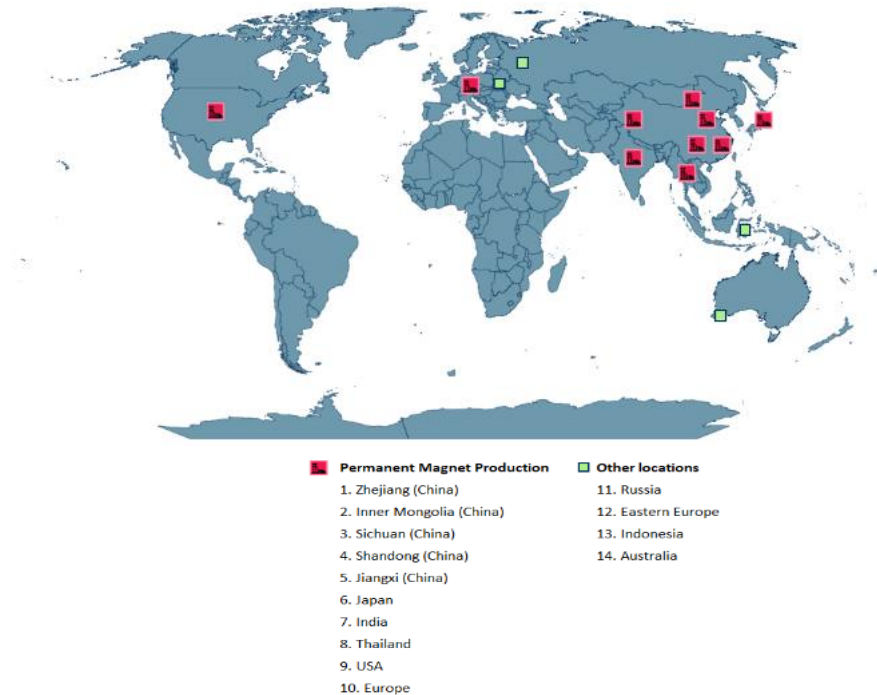 Permanent Magnet Production
1. Zhejiang (China)
2. Inner Mongolia (China)
3. Sichuan (China)
4. Shandong (China)
5. Jiangxi (China)
6. Japan
7. India
8. Thailand
9. USA
10. Europe
Other locations
11. Russia
12. Eastern Europe
13. Indonesia
14. Australia